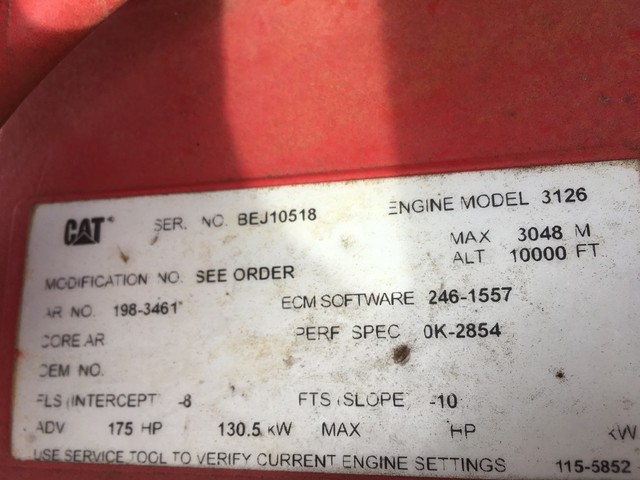 CAT SER. NO. BEJ10518 ENGINE MODEL 3126
MAX 3048 M
ALT 10000 FT
MODIFICATION NO. SEE ORDER
AR NO. 198-3461 ECM SOFTWARE 246-1557
CORE AR PERF SPEC 0K-2854
OEM NO.
FLS (INTERCEPT) -8 FTS (SLOPE) -10
ADV 175 HP 130.5 kW MAX HP kW
USE SERVICE TOOL TO VERIFY CURRENT ENGINE SETTINGS 115-5852